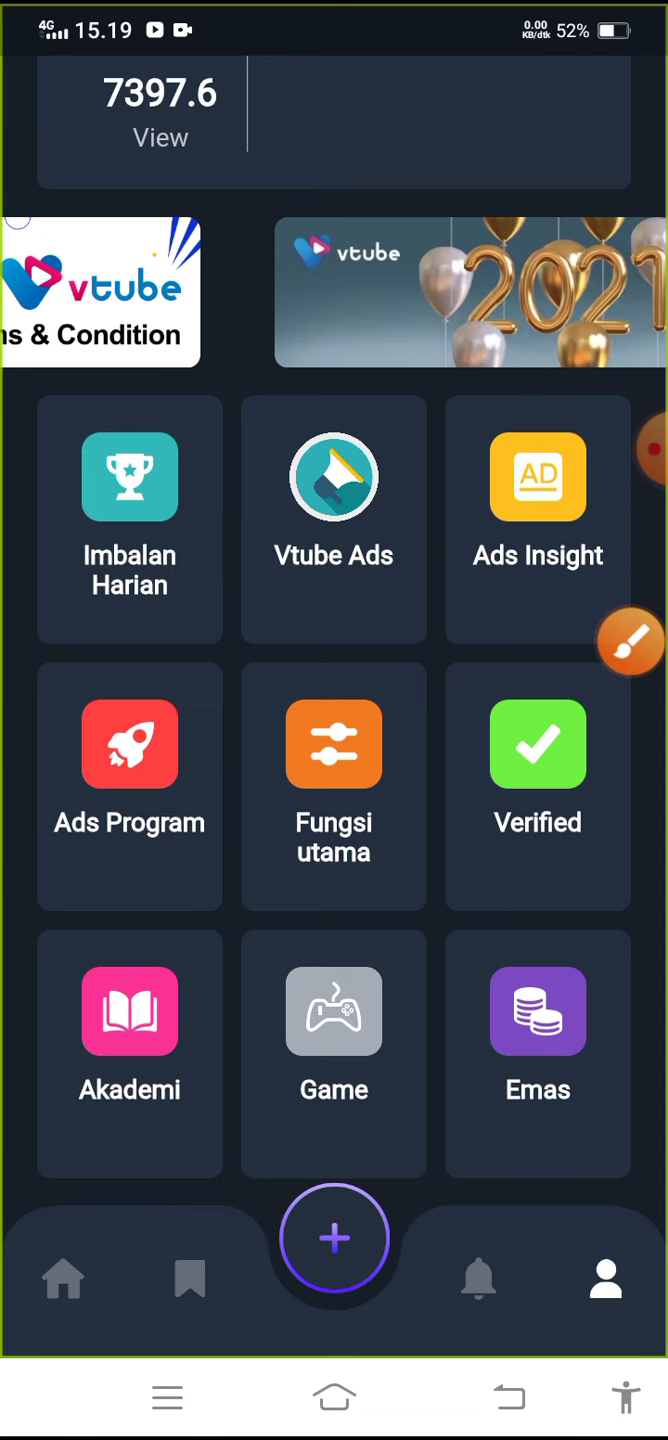 4G 15.19 0.00 KB/dtk 52%
7397.6
View
vtube
ns & Condition
vtube
2021
Imbalan Harian
Vtube Ads
AD
Ads Insight
Ads Program
Fungsi utama
Verified
Akademi
Game
Emas